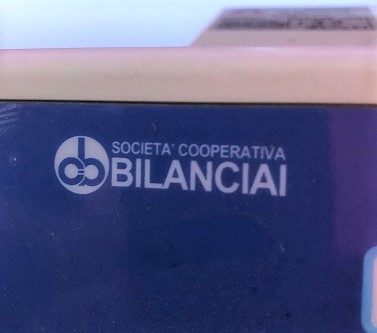 SOCIETA' COOPERATIVA
BILANCIAI